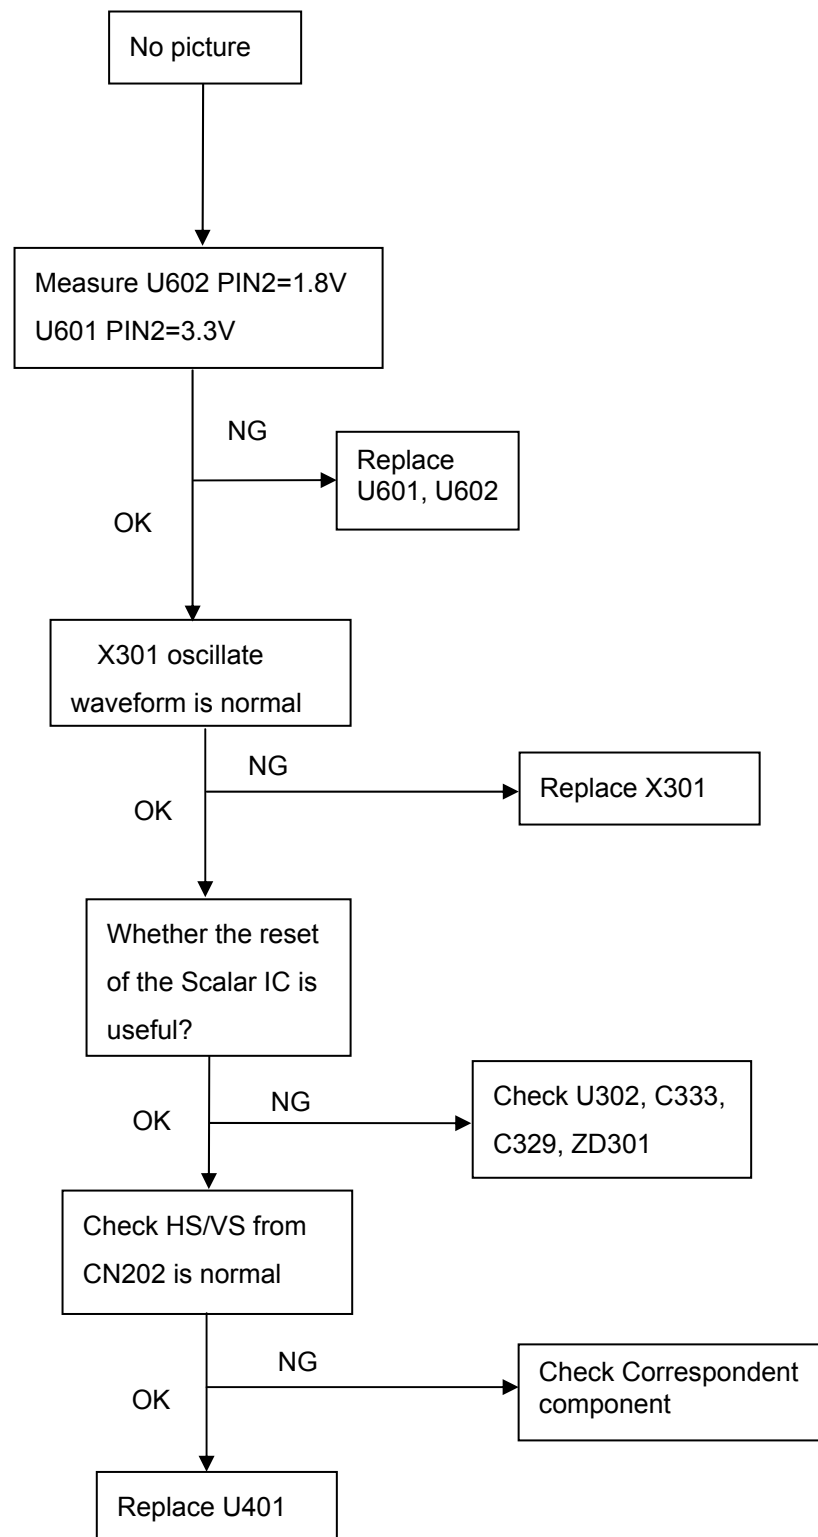 No picture
Measure U602 PIN2=1.8V
U601 PIN2=3.3V
NG
Replace
U601, U602
OK
X301 oscillate
waveform is normal
NG
Replace X301
OK
Whether the reset
of the Scalar IC is
useful?
NG
Check U302, C333,
C329, ZD301
OK
Check HS/VS from
CN202 is normal
NG
Check Correspondent
component
OK
Replace U401